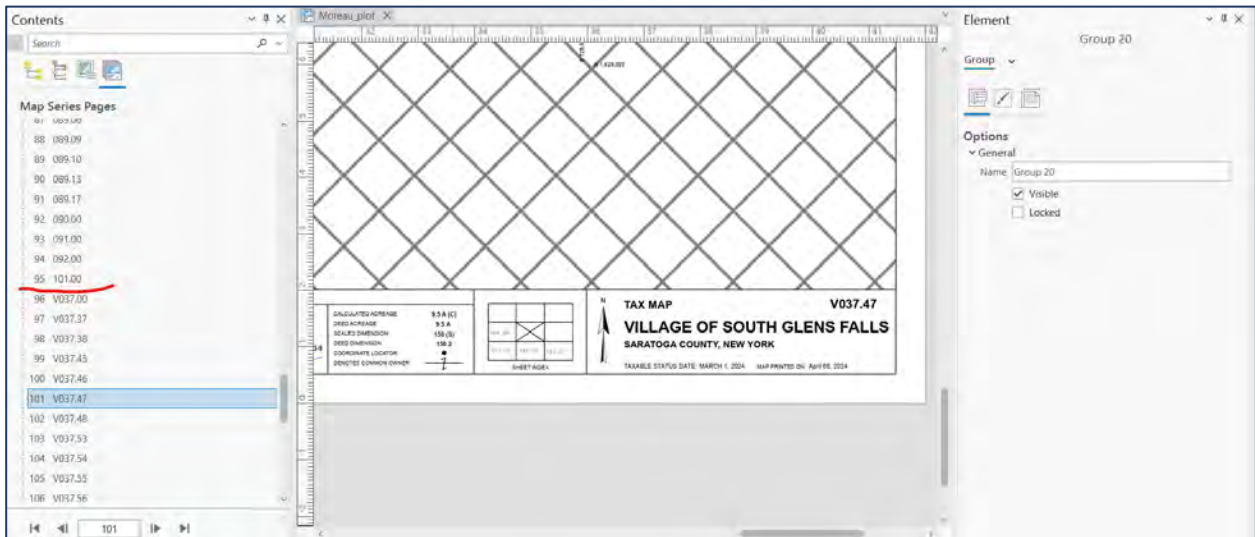 Contents
Search
Map Series Pages
88 089.09
89 089.10
90 089.13
91 089.17
92 090.00
93 091.00
94 092.00
95 101.00
96 V037.00
97 V037.37
98 V037.38
99 V037.45
100 V037.46
101 V037.47
102 V037.48
103 V037.53
104 V037.54
105 V037.55
106 V037.56
101
Moreau_plot
CALCULATED ACREAGE 9.5 A (C)
DEED ACREAGE 9.5 A
SCALED DIMENSION 150 (S)
DEED DIMENSION 150.2
COORDINATE LOCATOR
DENOTES COMMON OWNER
SHEET INDEX
N
TAX MAP V037.47
VILLAGE OF SOUTH GLENS FALLS
SARATOGA COUNTY, NEW YORK
TAXABLE STATUS DATE: MARCH 1, 2024 MAP PRINTED ON:
Element
Group 20
Group
Options
General
Name Group 20
Visible
Locked